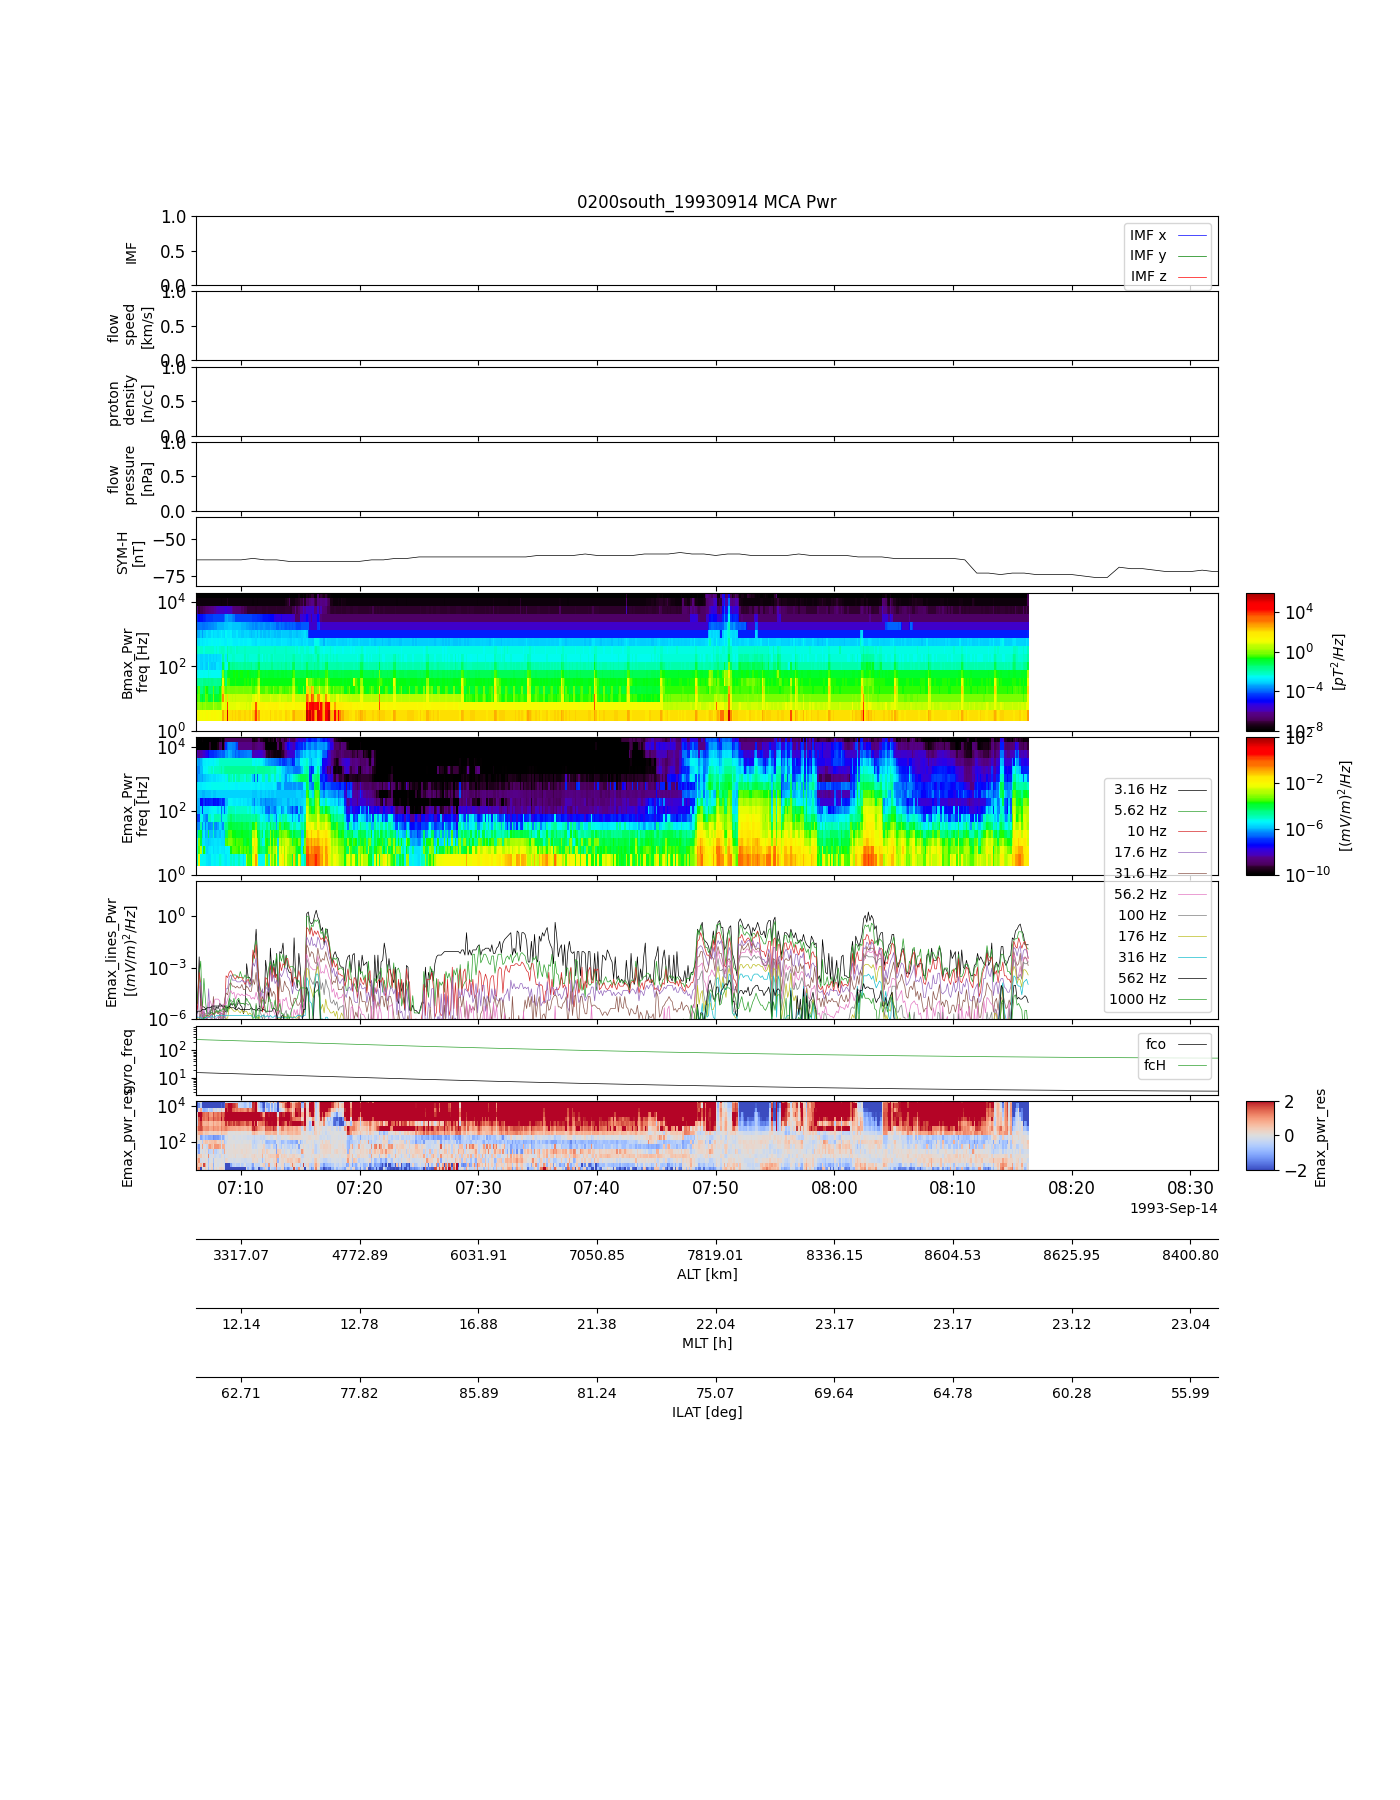 0200south_19930914 MCA Pwr
1.0
0.5
0.0
IMF
IMF x
IMF y
IMF z
1.0
0.5
0.0
flow
speed
[km/s]
1.0
0.5
0.0
proton
density
[n/cc]
1.0
0.5
0.0
flow
pressure
[nPa]
−50
−75
SYM-H
[nT]
10^4
10^2
10^0
Bmax_Pwr
freq [Hz]
10^4
10^0
10^−4
10^−8
[pT^2/Hz]
10^4
10^2
10^0
Emax_Pwr
freq [Hz]
10^2
10^−2
10^−6
10^−10
[(mV/m)^2/Hz]
3.16 Hz
5.62 Hz
10 Hz
17.6 Hz
31.6 Hz
56.2 Hz
100 Hz
176 Hz
316 Hz
562 Hz
1000 Hz
10^0
10^−3
10^−6
Emax_lines_Pwr
[(mV/m)^2/Hz]
10^2
10^1
gyro_freq
fco
fcH
10^4
10^2
Emax_pwr_res
2
0
−2
Emax_pwr_res
07:10 07:20 07:30 07:40 07:50 08:00 08:10 08:20 08:30
1993-Sep-14
3317.07 4772.89 6031.91 7050.85 7819.01 8336.15 8604.53 8625.95 8400.80
ALT [km]
12.14 12.78 16.88 21.38 22.04 23.17 23.17 23.12 23.04
MLT [h]
62.71 77.82 85.89 81.24 75.07 69.64 64.78 60.28 55.99
ILAT [deg]